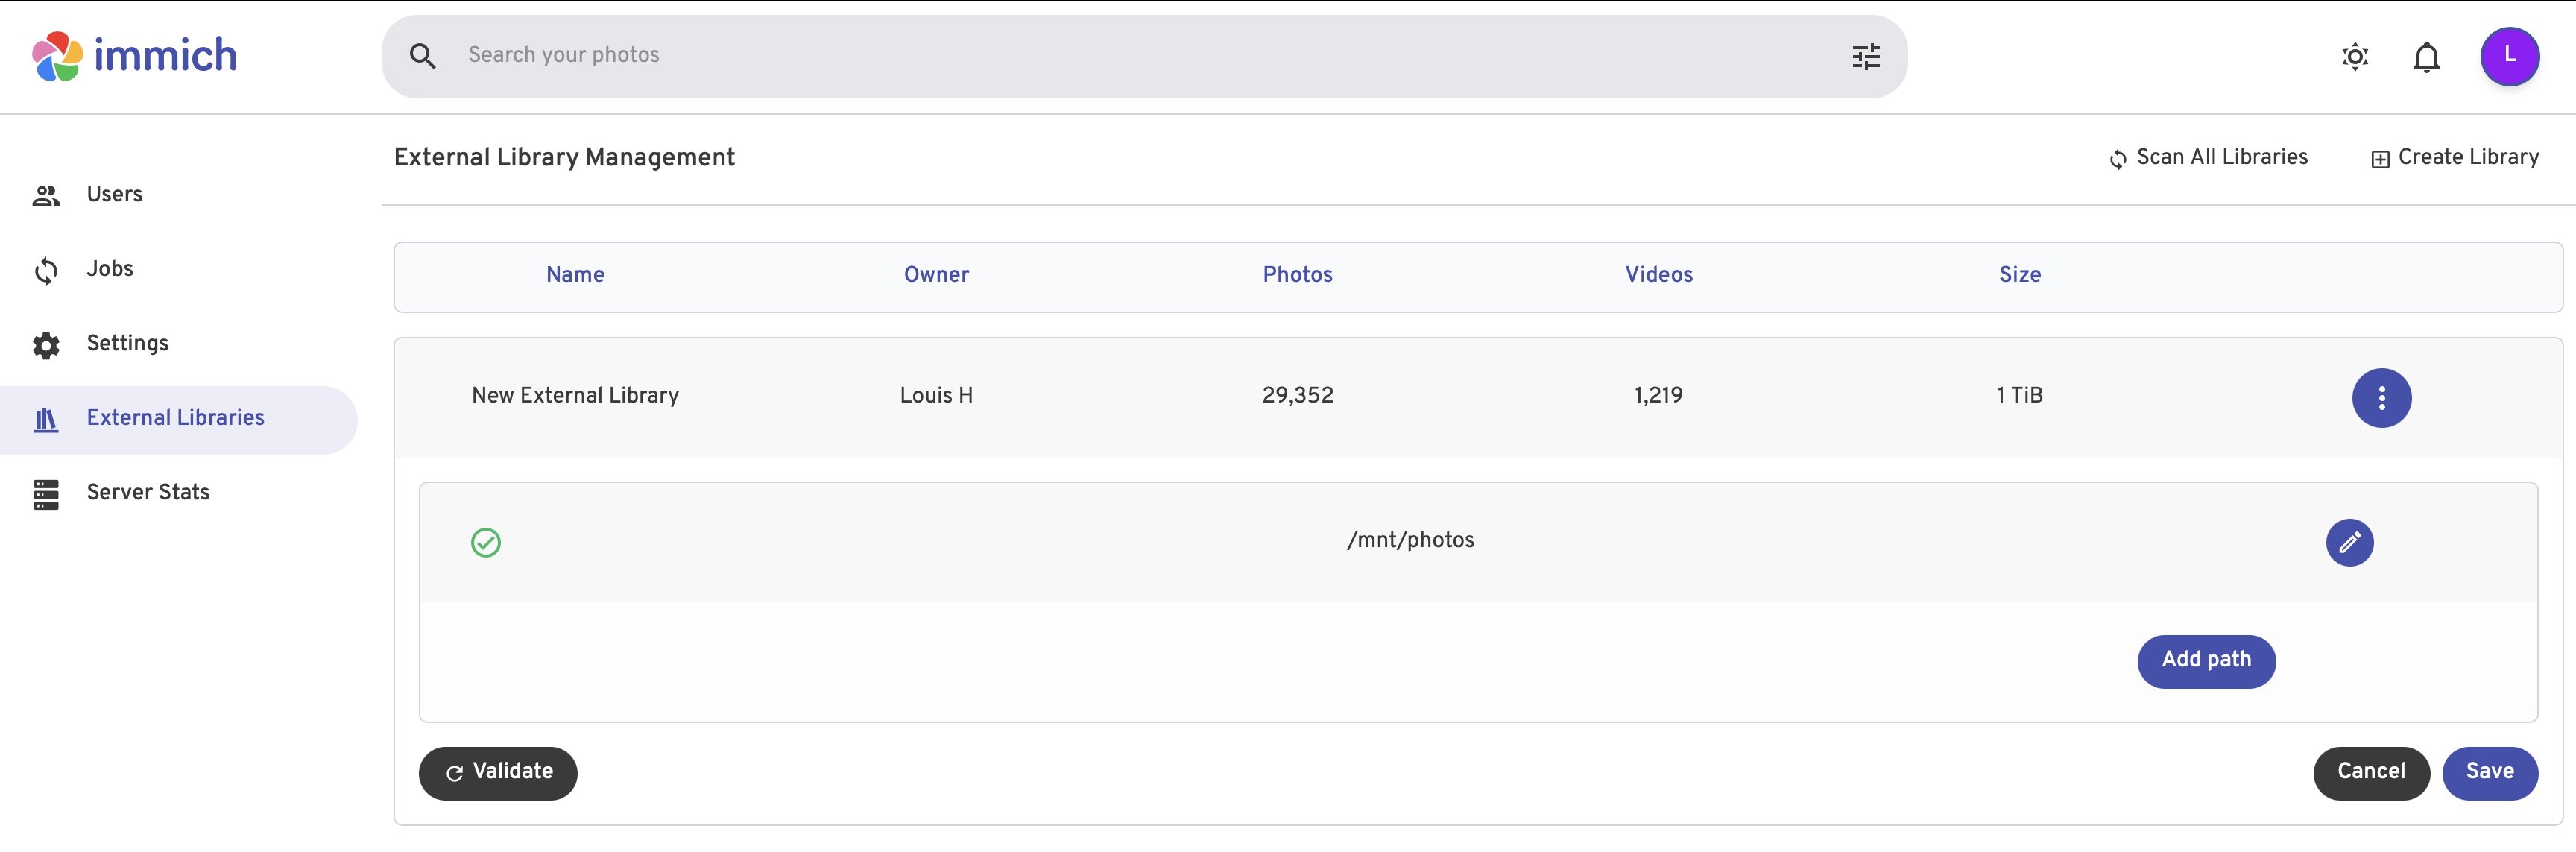 immich
Search your photos
L
External Library Management
Scan All Libraries
Create Library
Users
Jobs
Settings
External Libraries
Server Stats
Name Owner Photos Videos Size
New External Library Louis H 29,352 1,219 1 TiB
/mnt/photos
Add path
Validate
Cancel
Save